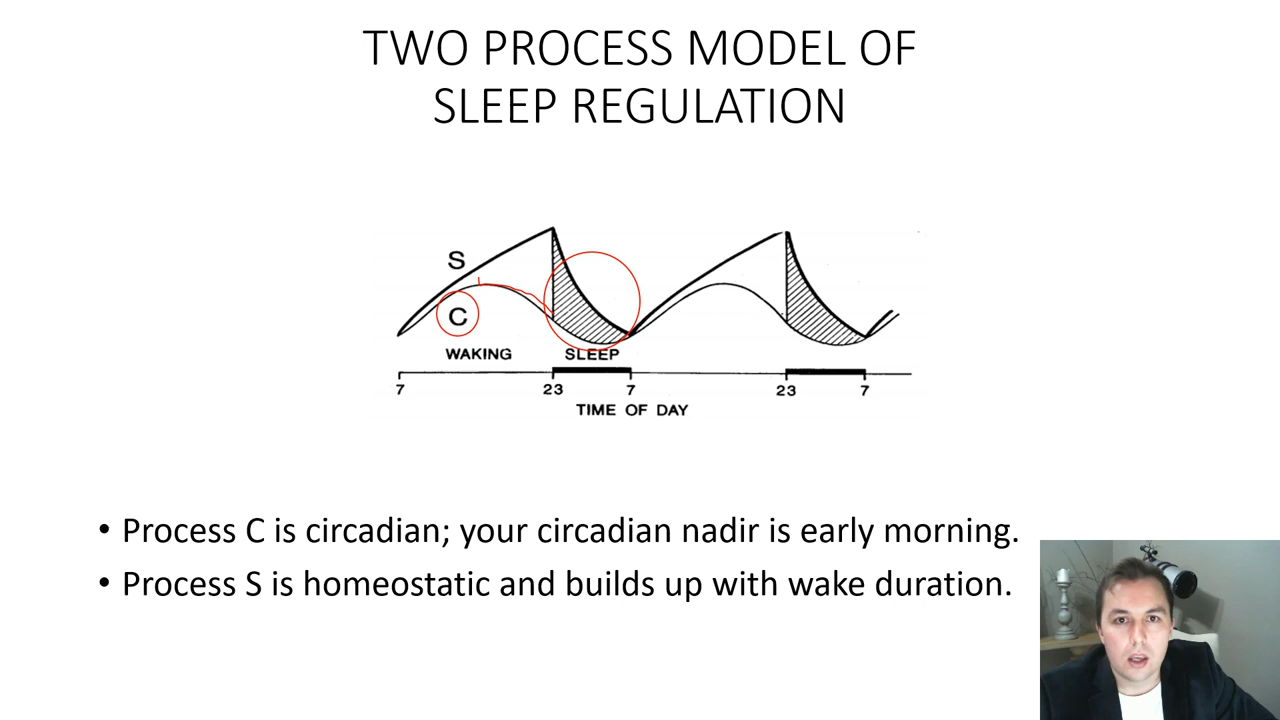 TWO PROCESS MODEL OF
SLEEP REGULATION
S
C
WAKING
SLEEP
7
23
7
23
7
TIME OF DAY
• Process C is circadian; your circadian nadir is early morning.
• Process S is homeostatic and builds up with wake duration.